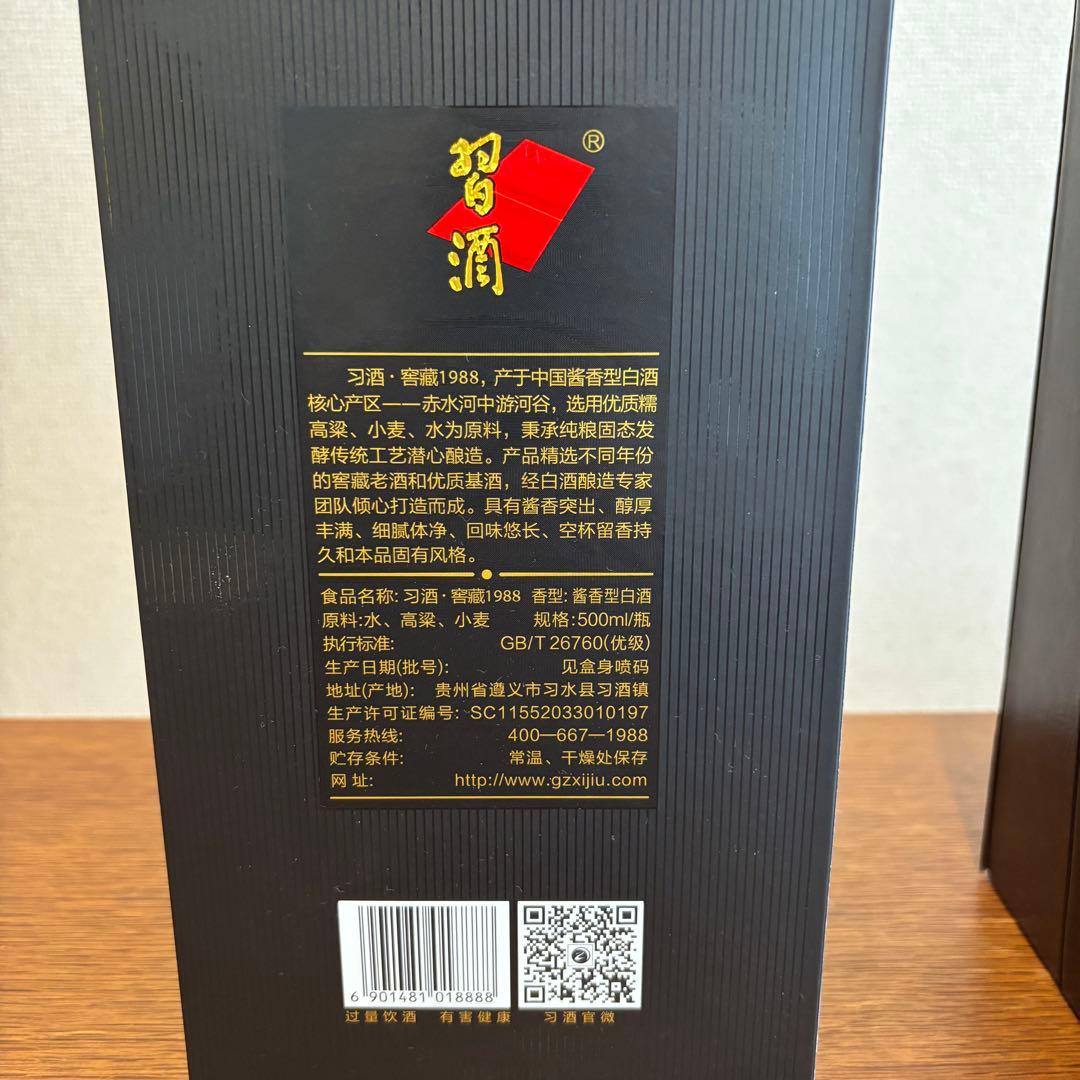 習酒®
习酒·窖藏1988，产于中国酱香型白酒
核心产区——赤水河中游河谷，选用优质糯
高粱、小麦、水为原料，秉承纯粮固态发
酵传统工艺潜心酿造。产品精选不同年份
的窖藏老酒和优质基酒，经白酒酿造专家
团队倾心打造而成。具有酱香突出、醇厚
丰满、细腻体净、回味悠长、空杯留香持
久和本品固有风格。
食品名称: 习酒·窖藏1988 香型: 酱香型白酒
原料:水、高粱、小麦 规格:500ml/瓶
执行标准: GB/T 26760(优级)
生产日期(批号): 见盒身喷码
地址(产地): 贵州省遵义市习水县习酒镇
生产许可证编号: SC11552033010197
服务热线: 400—667—1988
贮存条件: 常温、干燥处保存
网址: http://www.gzxijiu.com
6 901481 018888
过量饮酒 有害健康 习酒官微